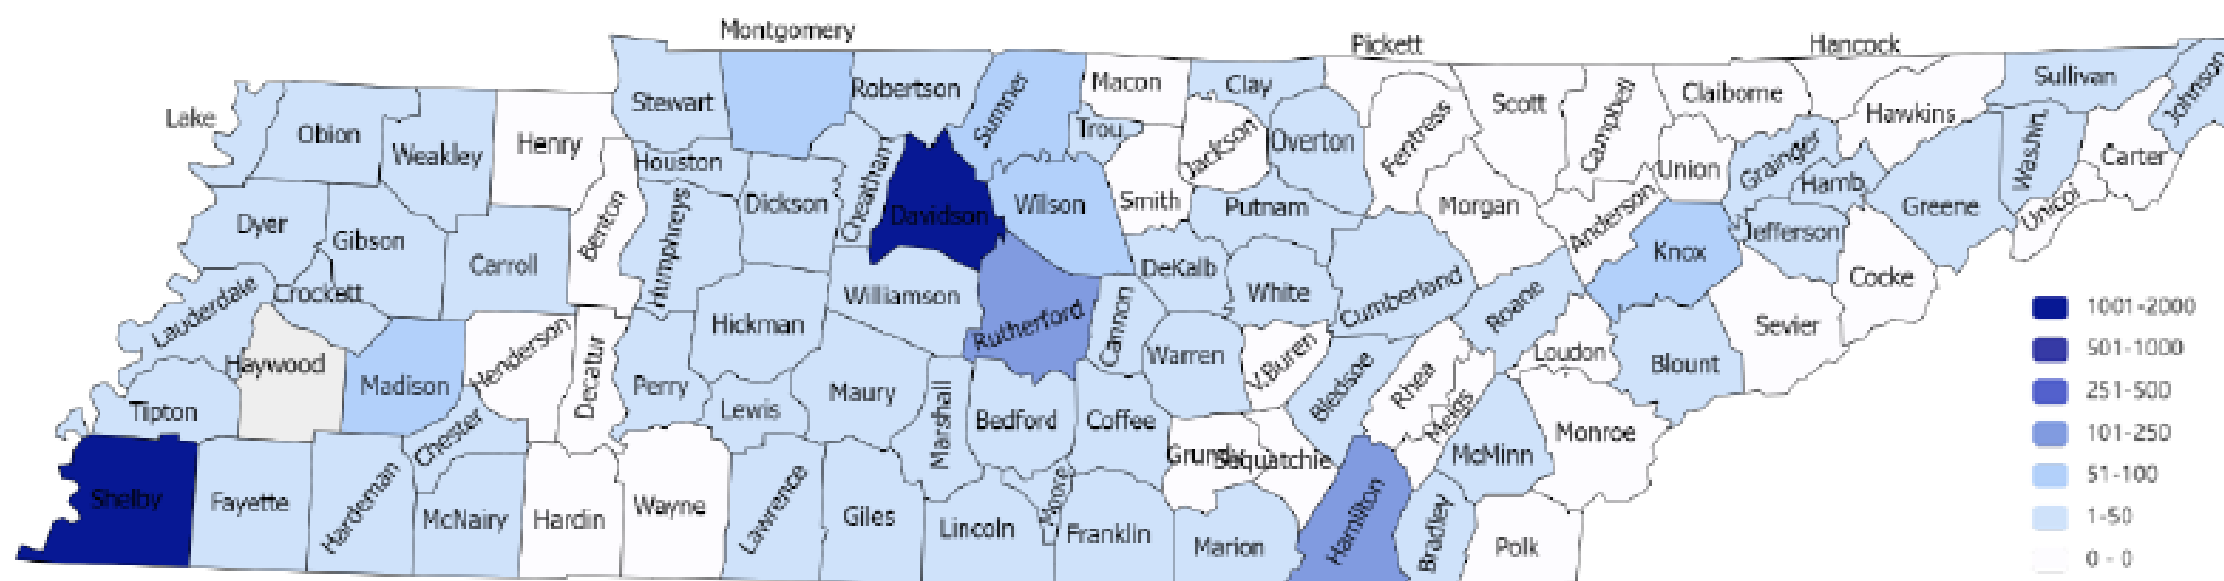 Montgomery
Pickett
Hancock
Lake
Obion
Weakley
Henry
Stewart
Robertson
Sumner
Macon
Clay
Scott
Campbell
Claiborne
Hawkins
Sullivan
Johnson
Houston
Trou
Jackson
Overton
Fentress
Union
Grainger
Hamb
Washn
Carter
Dyer
Gibson
Carroll
Benton
Humphreys
Dickson
Cheatham
Davidson
Wilson
Smith
Putnam
Morgan
Anderson
Knox
Jefferson
Greene
Unicoi
Cocke
Lauderdale
Crockett
Hickman
Williamson
Rutherford
Cannon
DeKalb
White
Cumberland
Roane
Sevier
Haywood
Madison
Henderson
Decatur
Perry
Lewis
Maury
Marshall
Bedford
Coffee
Warren
V.Buren
Bledsoe
Rhea
Meigs
Loudon
Blount
Tipton
Chester
Grundy
Sequatchie
McMinn
Monroe
Shelby
Fayette
Hardeman
McNairy
Hardin
Wayne
Lawrence
Giles
Lincoln
Moore
Franklin
Marion
Hamilton
Bradley
Polk
1001-2000
501-1000
251-500
101-250
51-100
1-50
0 - 0